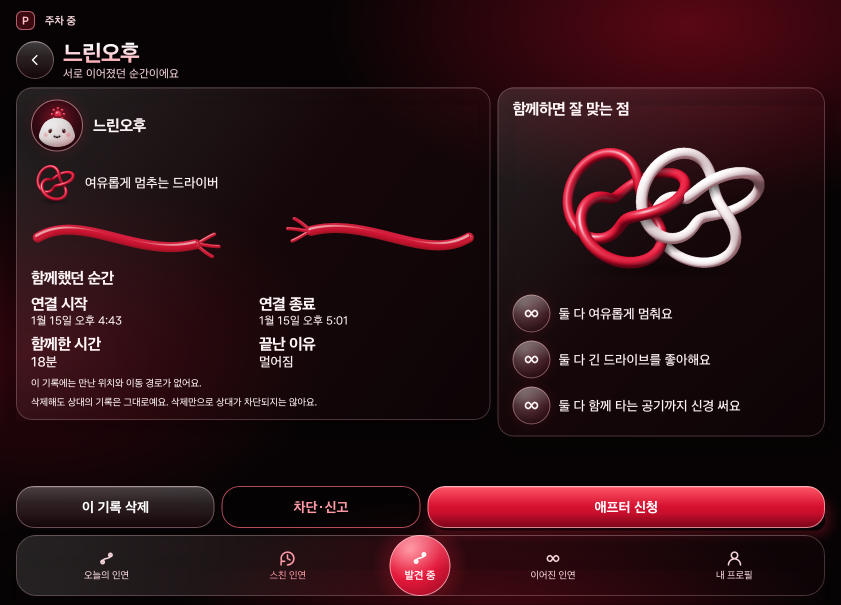 P 주차 중
느린오후
서로 이어졌던 순간이에요
느린오후
여유롭게 멈추는 드라이버
함께했던 순간
연결 시작
1월 15일 오후 4:43
연결 종료
1월 15일 오후 5:01
함께한 시간
18분
끝난 이유
멀어짐
이 기록에는 만난 위치와 이동 경로가 없어요.
삭제해도 상대의 기록은 그대로예요. 삭제만으로 상대가 차단되지는 않아요.
함께하면 잘 맞는 점
둘 다 여유롭게 멈춰요
둘 다 긴 드라이브를 좋아해요
둘 다 함께 타는 공기까지 신경 써요
이 기록 삭제
차단·신고
애프터 신청
오늘의 인연
스친 인연
발견 중
이어진 인연
내 프로필